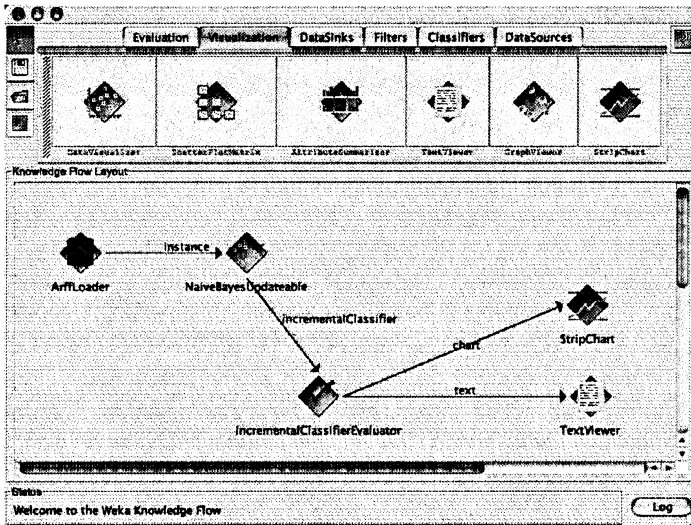 Evaluation Visualization DataSinks Filters Classifiers DataSources
DataVisualizer ScatterPlotMatrix AttributeSummarizer TextViewer GraphViewer StripChart
Knowledge Flow Layout
instance
ArffLoader NaiveBayesUpdateable
incrementalClassifier
StripChart
chart
text
IncrementalClassifierEvaluator TextViewer
Status
Welcome to the Weka Knowledge Flow
Log